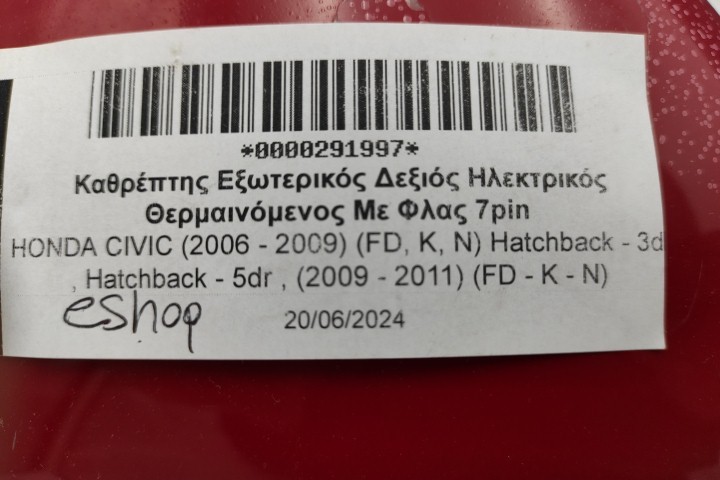 *0000291997*
Καθρέπτης Εξωτερικός Δεξιός Ηλεκτρικός
Θερμαινόμενος Με Φλας 7pin
HONDA CIVIC (2006 - 2009) (FD, K, N) Hatchback - 3d
, Hatchback - 5dr , (2009 - 2011) (FD - K - N)
eshop
20/06/2024